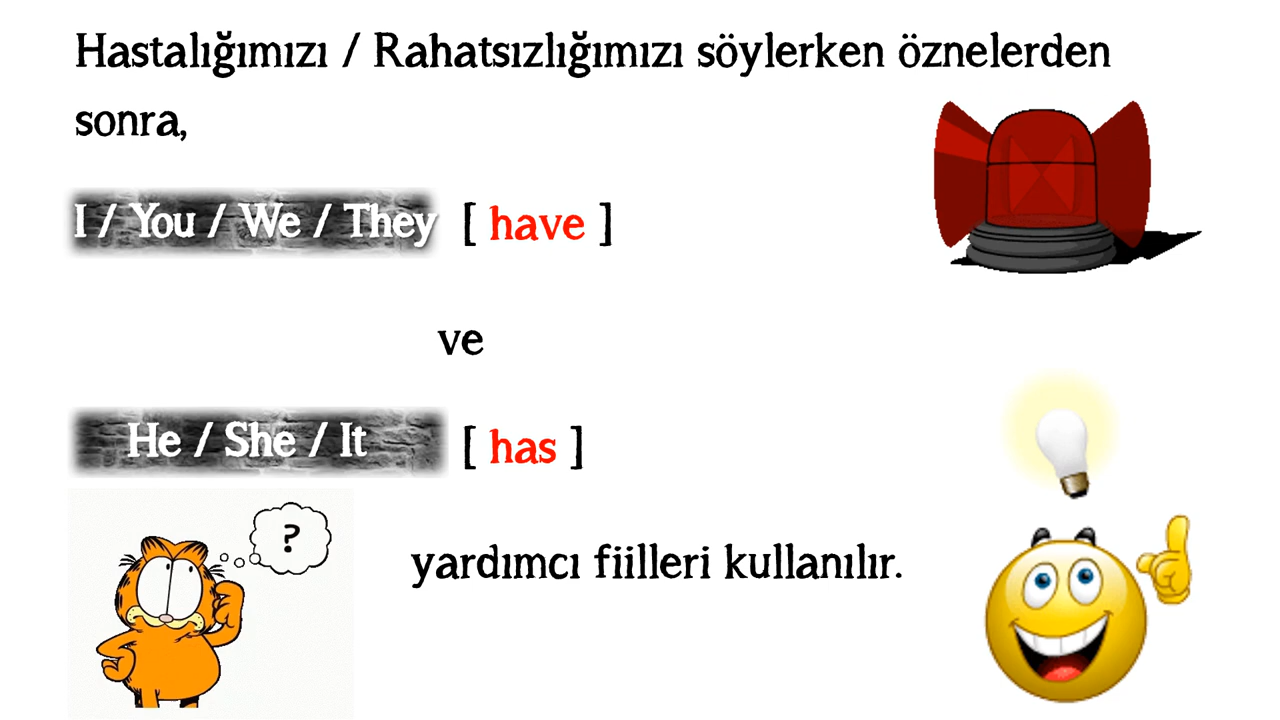 Hastalığımızı / Rahatsızlığımızı söylerken öznelerden
sonra,
I / You / We / They [ have ]
ve
He / She / It [ has ]
?
yardımcı fiilleri kullanılır.